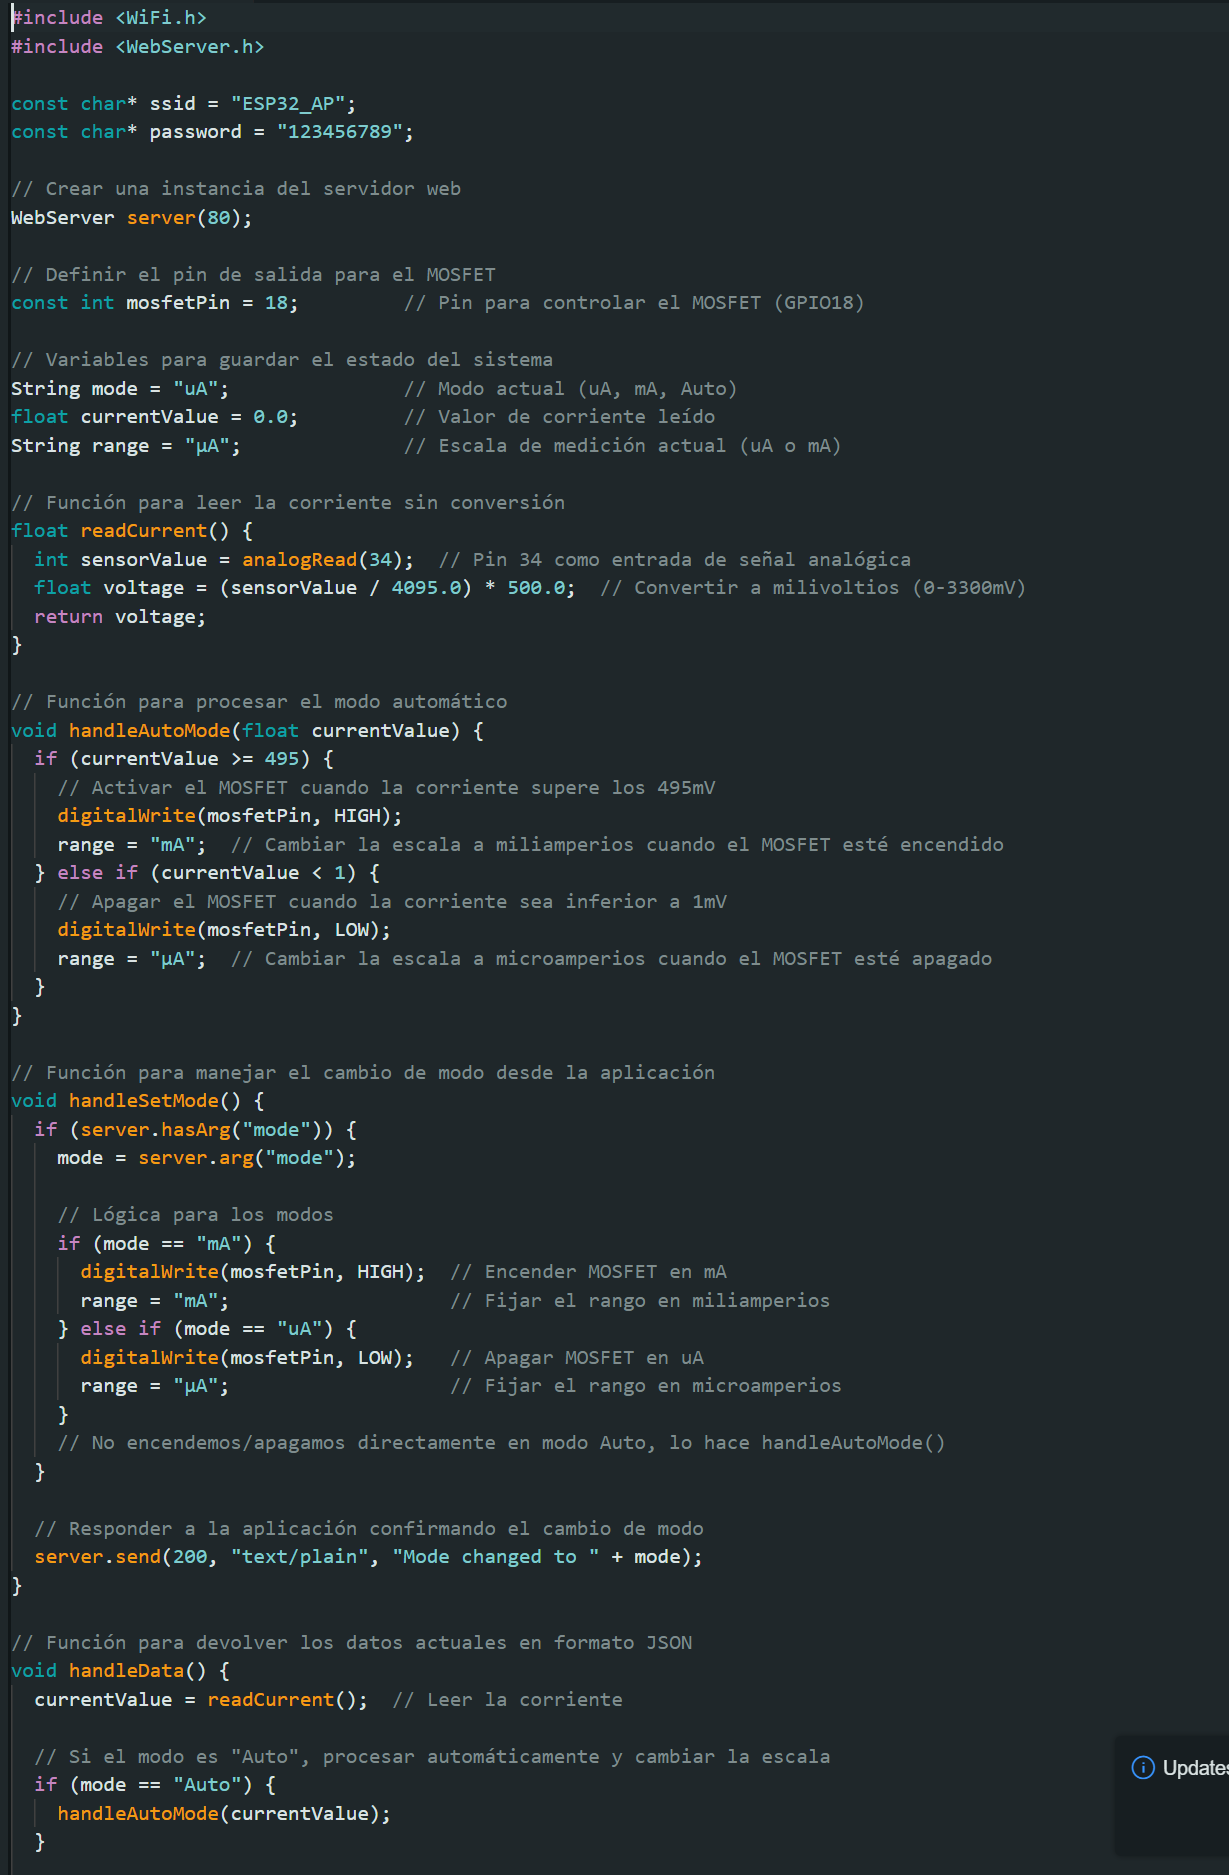 #include <WiFi.h>
#include <WebServer.h>
const char* ssid = "ESP32_AP";
const char* password = "123456789";
// Crear una instancia del servidor web
WebServer server(80);
// Definir el pin de salida para el MOSFET
const int mosfetPin = 18;         // Pin para controlar el MOSFET (GPIO18)
// Variables para guardar el estado del sistema
String mode = "uA";               // Modo actual (uA, mA, Auto)
float currentValue = 0.0;         // Valor de corriente leído
String range = "µA";              // Escala de medición actual (uA o mA)
// Función para leer la corriente sin conversión
float readCurrent() {
  int sensorValue = analogRead(34);  // Pin 34 como entrada de señal analógica
  float voltage = (sensorValue / 4095.0) * 500.0;  // Convertir a milivoltios (0-3300mV)
  return voltage;
}
// Función para procesar el modo automático
void handleAutoMode(float currentValue) {
  if (currentValue >= 495) {
    // Activar el MOSFET cuando la corriente supere los 495mV
    digitalWrite(mosfetPin, HIGH);
    range = "mA";  // Cambiar la escala a miliamperios cuando el MOSFET esté encendido
  } else if (currentValue < 1) {
    // Apagar el MOSFET cuando la corriente sea inferior a 1mV
    digitalWrite(mosfetPin, LOW);
    range = "µA";  // Cambiar la escala a microamperios cuando el MOSFET esté apagado
  }
}
// Función para manejar el cambio de modo desde la aplicación
void handleSetMode() {
  if (server.hasArg("mode")) {
    mode = server.arg("mode");
    // Lógica para los modos
    if (mode == "mA") {
      digitalWrite(mosfetPin, HIGH);  // Encender MOSFET en mA
      range = "mA";                   // Fijar el rango en miliamperios
    } else if (mode == "uA") {
      digitalWrite(mosfetPin, LOW);   // Apagar MOSFET en uA
      range = "µA";                   // Fijar el rango en microamperios
    }
    // No encendemos/apagamos directamente en modo Auto, lo hace handleAutoMode()
  }
  // Responder a la aplicación confirmando el cambio de modo
  server.send(200, "text/plain", "Mode changed to " + mode);
}
// Función para devolver los datos actuales en formato JSON
void handleData() {
  currentValue = readCurrent();  // Leer la corriente
  // Si el modo es "Auto", procesar automáticamente y cambiar la escala
  if (mode == "Auto") {
    handleAutoMode(currentValue);
  }
Updates